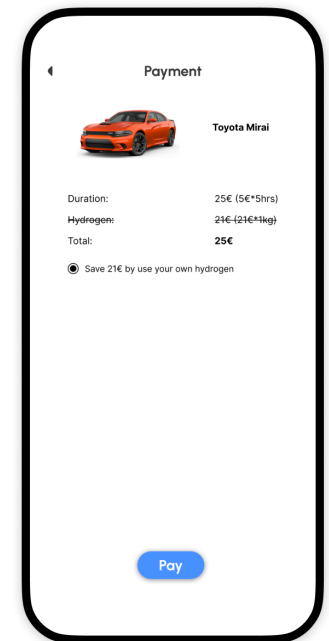 Payment
Toyota Mirai
Duration: 25€ (5€*5hrs)
Hydrogen: 21€ (21€*1kg)
Total: 25€
Save 21€ by use your own hydrogen
Pay